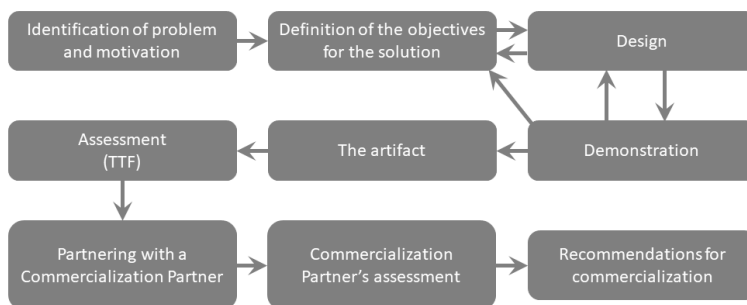 Identification of problem
and motivation
Definition of the objectives
for the solution
Design
Assessment
(TTF)
The artifact
Demonstration
Partnering with a
Commercialization Partner
Commercialization
Partner's assessment
Recommendations for
commercialization